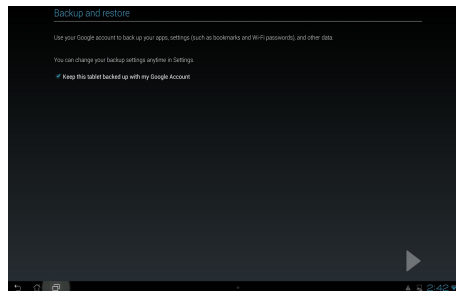 Backup and restore
Use your Google account to back up your apps, settings (such as bookmarks and Wi-Fi passwords), and other data.
You can change your backup settings anytime in Settings.
Keep this tablet backed up with my Google Account
2:42